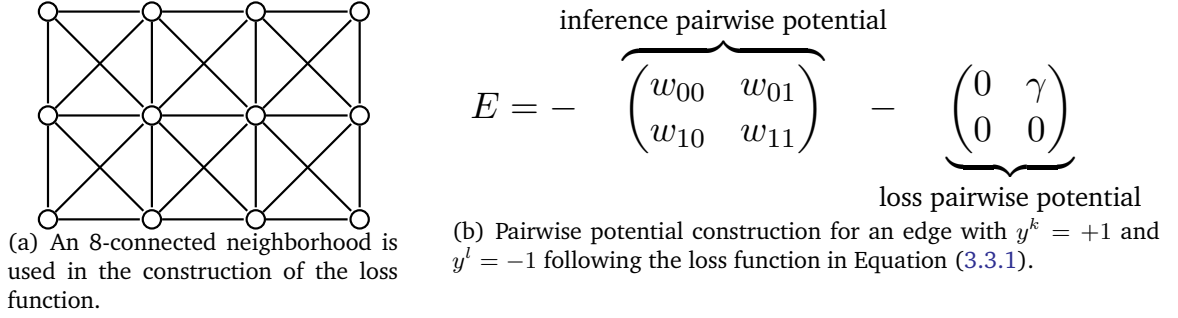 inference pairwise potential
E = − (w₀₀ w₀₁ − (0 γ
w₁₀ w₁₁) 0 0)
loss pairwise potential
(a) An 8-connected neighborhood is
used in the construction of the loss
function.
(b) Pairwise potential construction for an edge with yᵏ = +1 and
yˡ = −1 following the loss function in Equation (3.3.1).